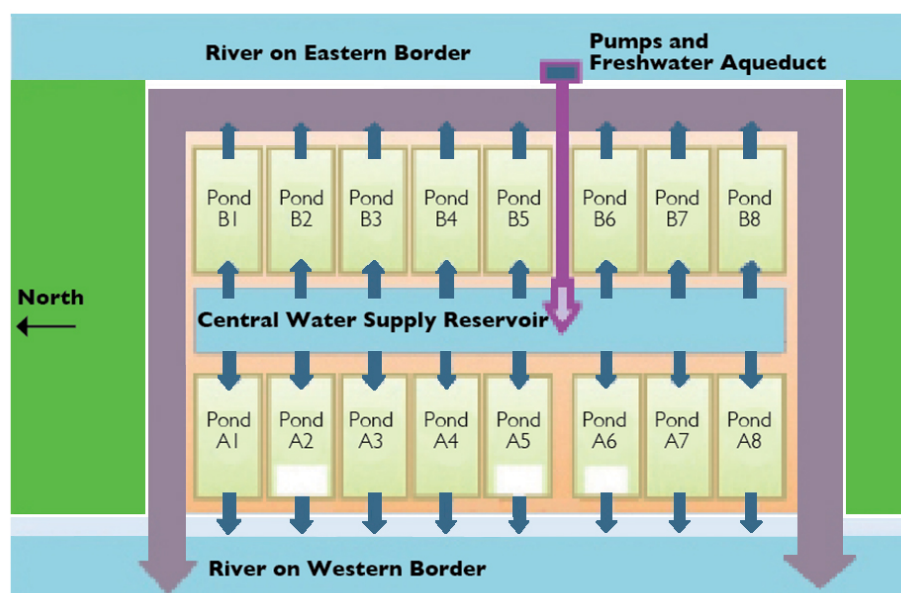 River on Eastern Border
Pumps and
Freshwater Aqueduct
Pond
B1
Pond
B2
Pond
B3
Pond
B4
Pond
B5
Pond
B6
Pond
B7
Pond
B8
North
Central Water Supply Reservoir
Pond
A1
Pond
A2
Pond
A3
Pond
A4
Pond
A5
Pond
A6
Pond
A7
Pond
A8
River on Western Border